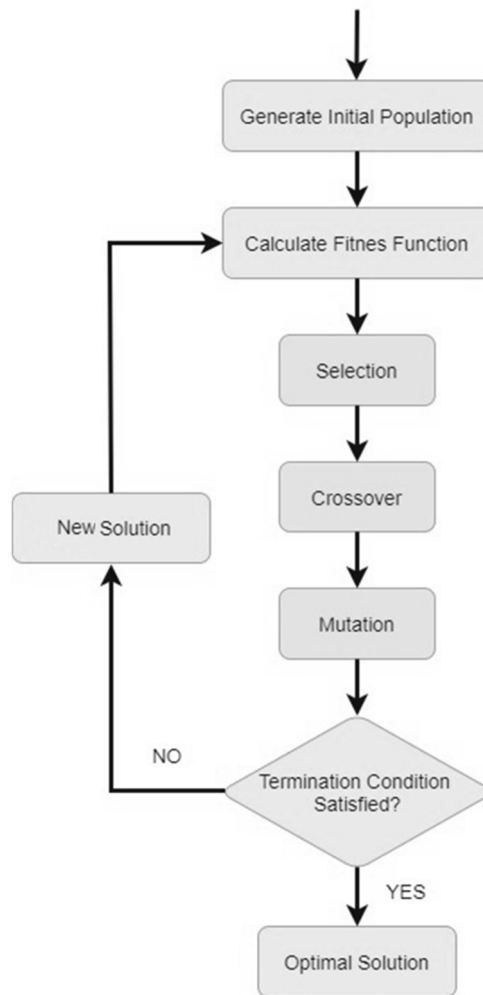 Generate Initial Population
Calculate Fitnes Function
Selection
Crossover
New Solution
Mutation
NO
Termination Condition
Satisfied?
YES
Optimal Solution